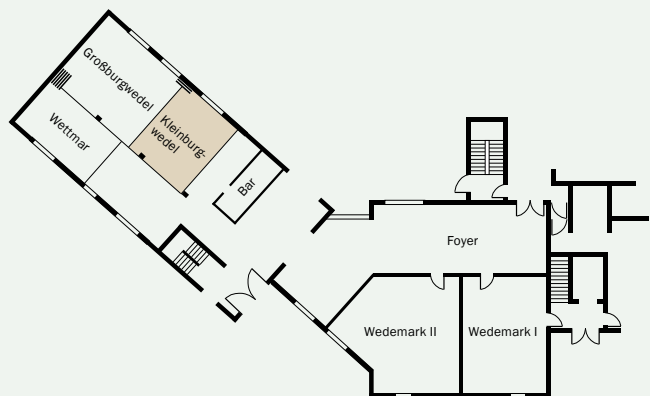 Großburgwedel
Kleinburg-
wedel
Wettmar
Bar
Foyer
Wedemark II
Wedemark I